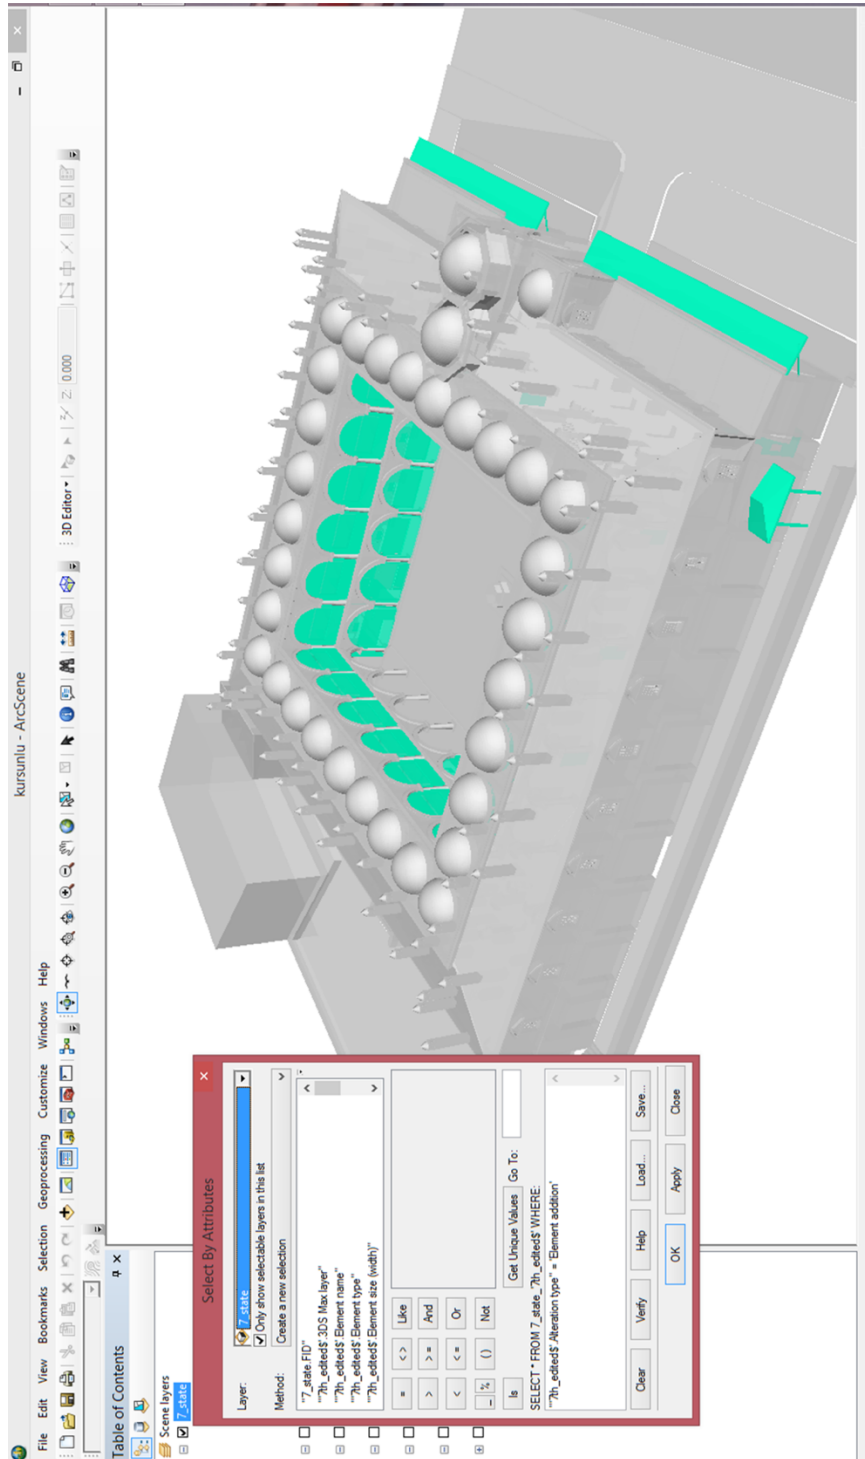 kursunlu - ArcScene
File Edit View Bookmarks Selection Geoprocessing Customize Windows Help
3D Editor
Z: 0.000
Table of Contents
Scene layers
7_state
Select By Attributes
Layer:
7_state
Only show selectable layers in this list
Method:
Create a new selection
"7_state.FID"
"'7th_edited$'.3DS Max layer"
"'7th_edited$'.Element name"
"'7th_edited$'.Element type"
"'7th_edited$'.Element size (width)"
= <> Like
> >= And
< <= Or
_ % () Not
Is
Get Unique Values Go To:
SELECT * FROM 7_state_'7th_edited$' WHERE:
"'7th_edited$'.Alteration type" = 'Element addition'
Clear Verify Help Load... Save...
OK Apply Close